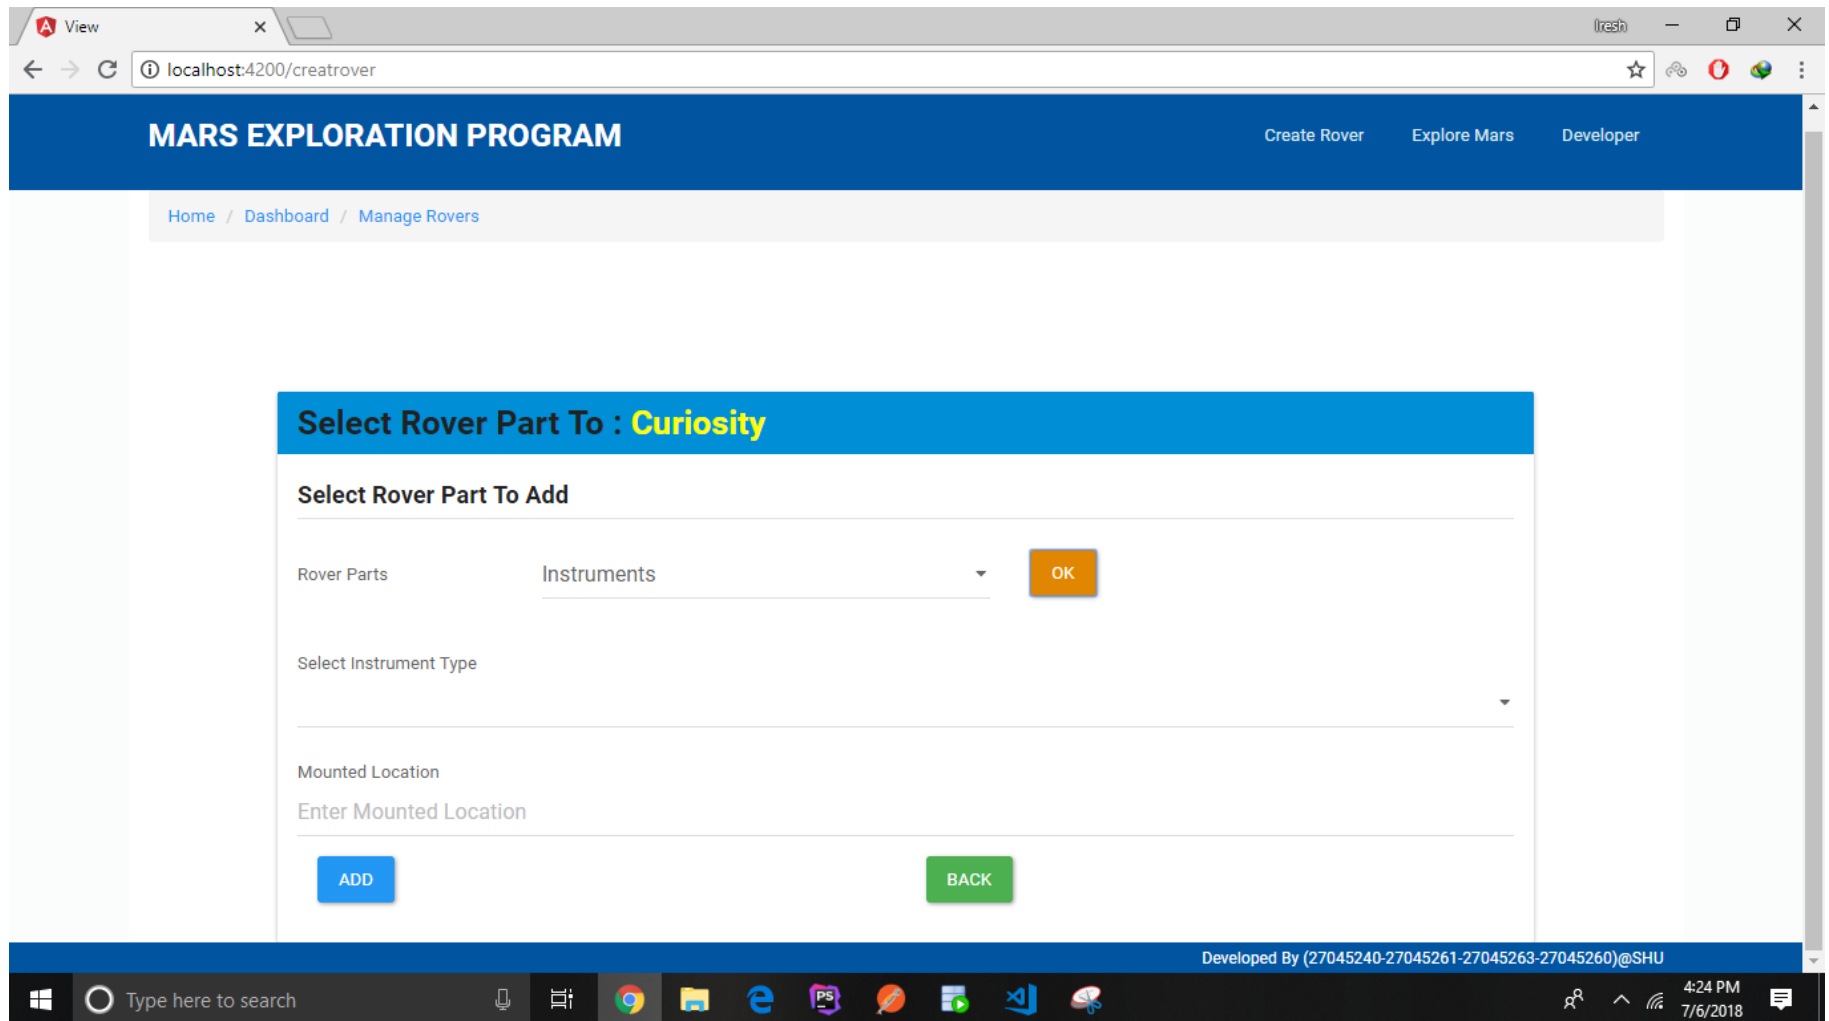 View
Iresh
localhost:4200/creatrover
MARS EXPLORATION PROGRAM
Create Rover
Explore Mars
Developer
Home / Dashboard / Manage Rovers
Select Rover Part To : Curiosity
Select Rover Part To Add
Rover Parts
Instruments
OK
Select Instrument Type
Mounted Location
Enter Mounted Location
ADD
BACK
Developed By (27045240-27045261-27045263-27045260)@SHU
Type here to search
PS
4:24 PM
7/6/2018